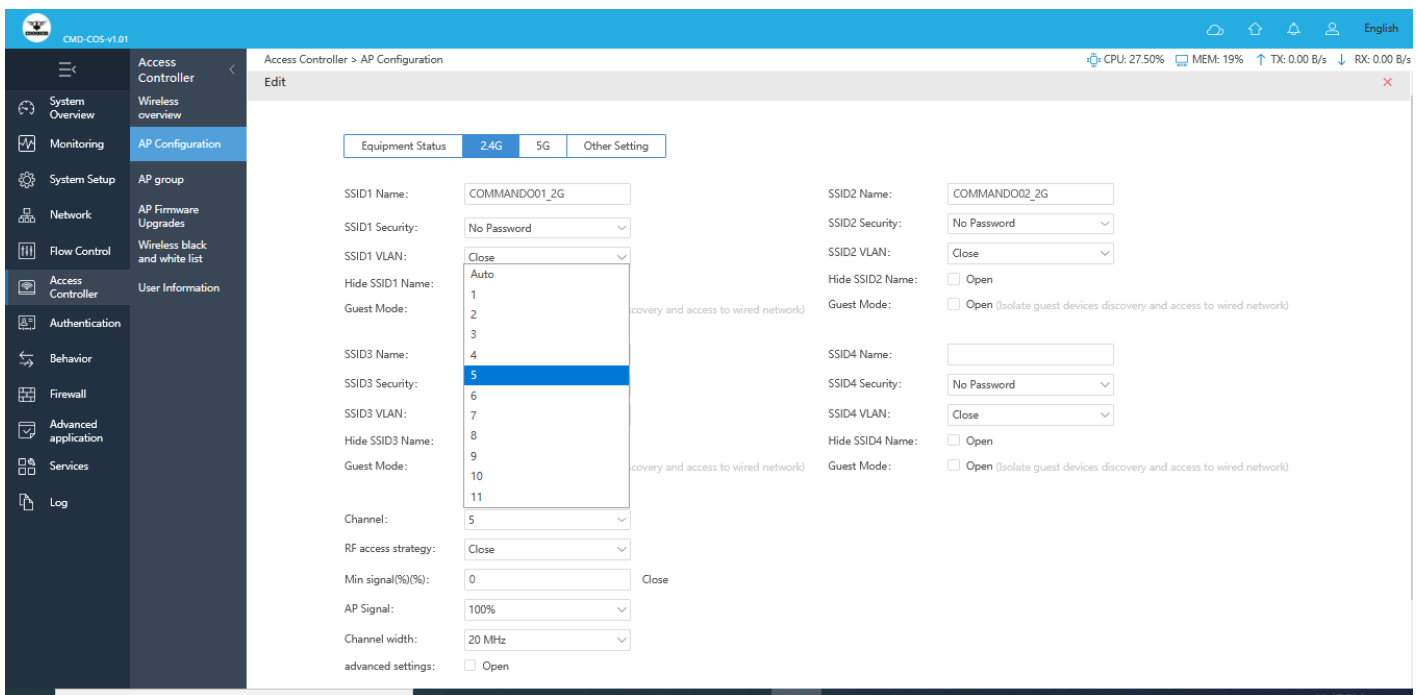 CMD-COS-v1.01
English
Access Controller > AP Configuration
CPU: 27.50% MEM: 19% TX: 0.00 B/s RX: 0.00 B/s
Edit
System Overview
Monitoring
System Setup
Network
Flow Control
Access Controller
Authentication
Behavior
Firewall
Advanced application
Services
Log
Access Controller
Wireless overview
AP Configuration
AP group
AP Firmware Upgrades
Wireless black and white list
User Information
Equipment Status 2.4G 5G Other Setting
SSID1 Name: COMMANDO01_2G
SSID1 Security: No Password
SSID1 VLAN: Close
Hide SSID1 Name:
Guest Mode: covery and access to wired network)
SSID2 Name: COMMANDO02_2G
SSID2 Security: No Password
SSID2 VLAN: Close
Hide SSID2 Name: Open
Guest Mode: Open (Isolate guest devices discovery and access to wired network)
Auto
1
2
3
4
5
6
7
8
9
10
11
SSID3 Name:
SSID3 Security:
SSID3 VLAN:
Hide SSID3 Name:
Guest Mode: covery and access to wired network)
SSID4 Name:
SSID4 Security: No Password
SSID4 VLAN: Close
Hide SSID4 Name: Open
Guest Mode: Open (Isolate guest devices discovery and access to wired network)
Channel: 5
RF access strategy: Close
Min signal(%)(%): 0 Close
AP Signal: 100%
Channel width: 20 MHz
advanced settings: Open